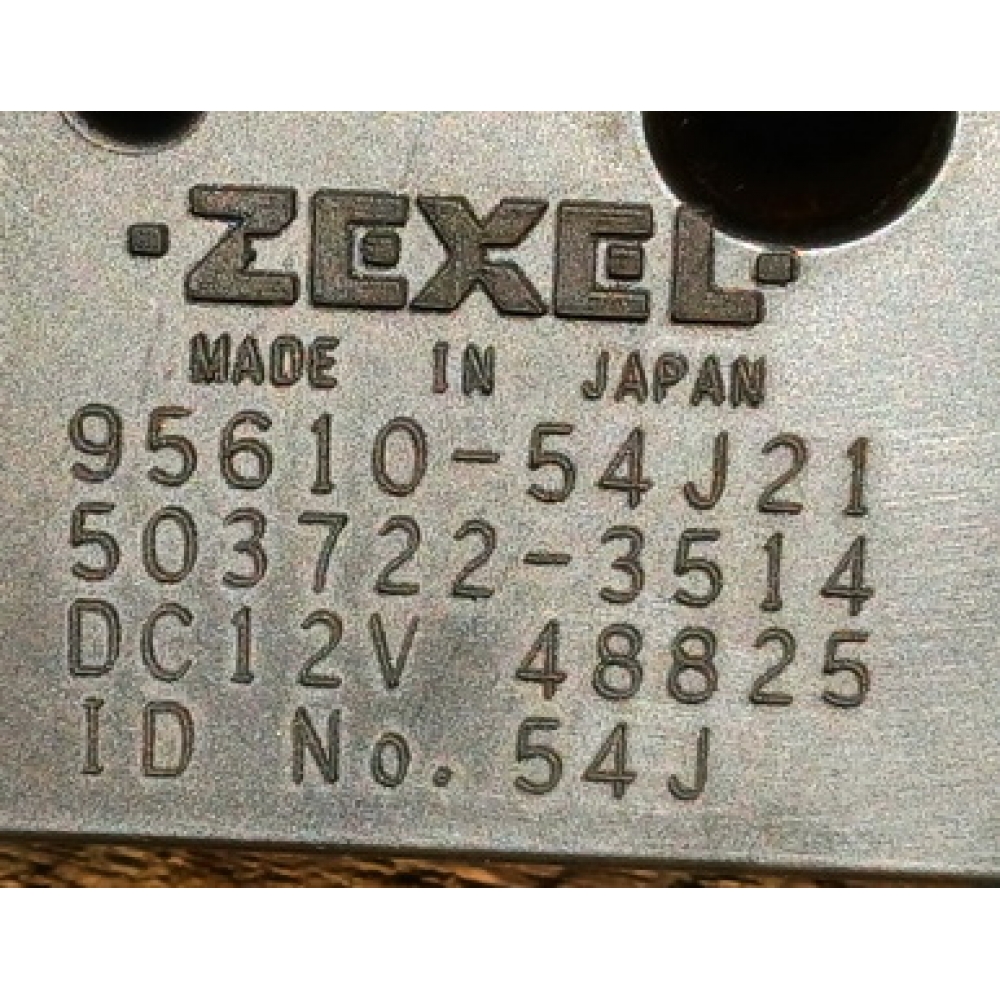 ·ZEXEL·
MADE IN JAPAN
95610-54J21
503722-3514
DC12V 48825
ID No. 54J